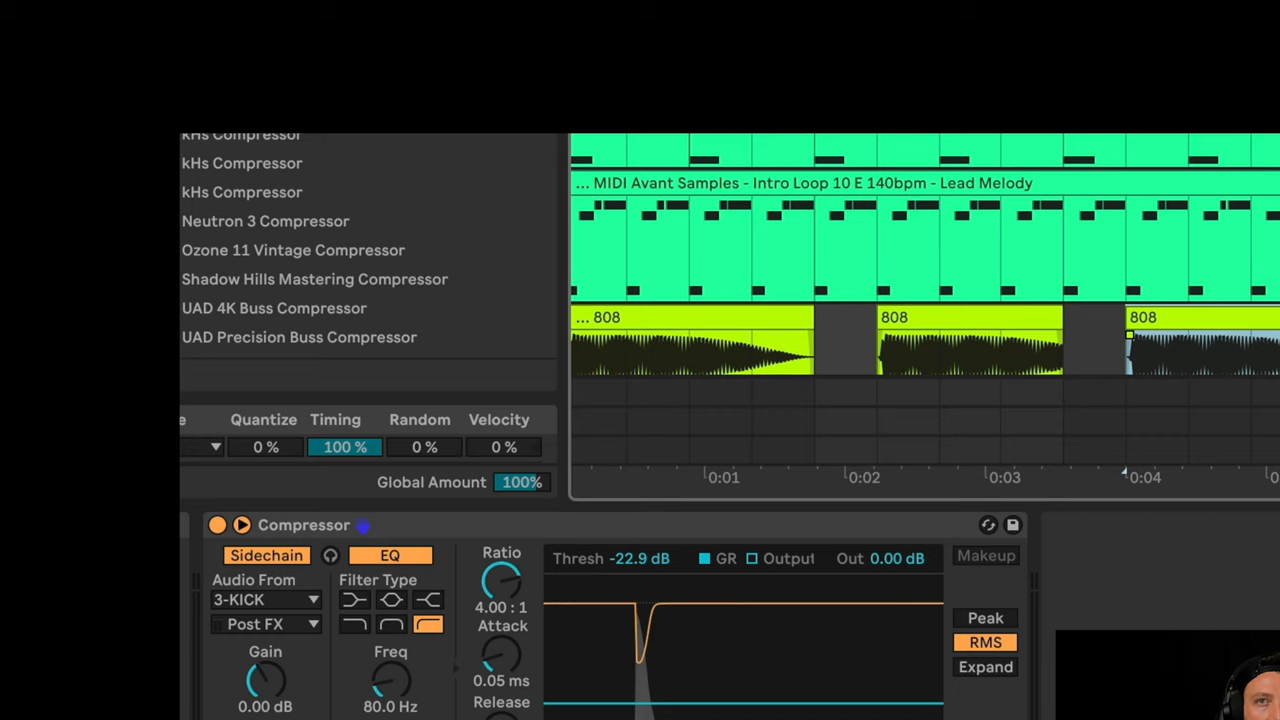 kHs Compressor
kHs Compressor
kHs Compressor
Neutron 3 Compressor
Ozone 11 Vintage Compressor
Shadow Hills Mastering Compressor
UAD 4K Buss Compressor
UAD Precision Buss Compressor
... MIDI Avant Samples - Intro Loop 10 E 140bpm - Lead Melody
... 808
808
808
e Quantize Timing Random Velocity
0 % 100 % 0 % 0 %
Global Amount 100%
0:01 0:02 0:03 0:04 0
Compressor
Sidechain EQ
Audio From Filter Type
3-KICK
Post FX
Gain Freq
0.00 dB 80.0 Hz
Ratio
4.00 : 1
Attack
0.05 ms
Release
Thresh -22.9 dB GR Output Out 0.00 dB
Makeup
Peak
RMS
Expand